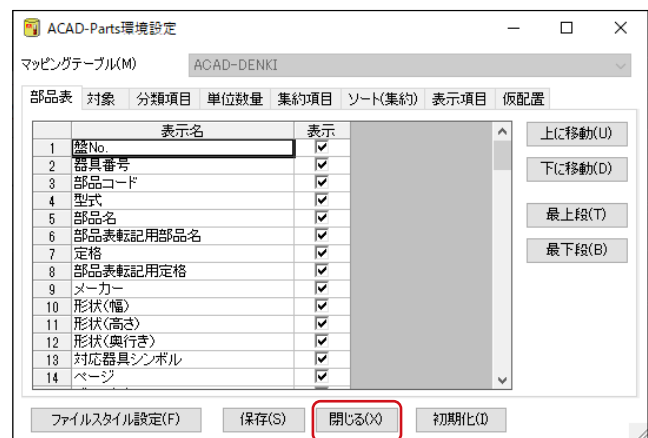 ACAD-Parts環境設定
マッピングテーブル(M) ACAD-DENKI
部品表 対象 分類項目 単位数量 集約項目 ソート(集約) 表示項目 仮配置
表示名 表示
1 盤No.
2 器具番号
3 部品コード
4 型式
5 部品名
6 部品表転記用部品名
7 定格
8 部品表転記用定格
9 メーカー
10 形状(幅)
11 形状(高さ)
12 形状(奥行き)
13 対応器具シンボル
14 ページ
上に移動(U)
下に移動(D)
最上段(T)
最下段(B)
ファイルスタイル設定(F) 保存(S) 閉じる(X) 初期化(I)